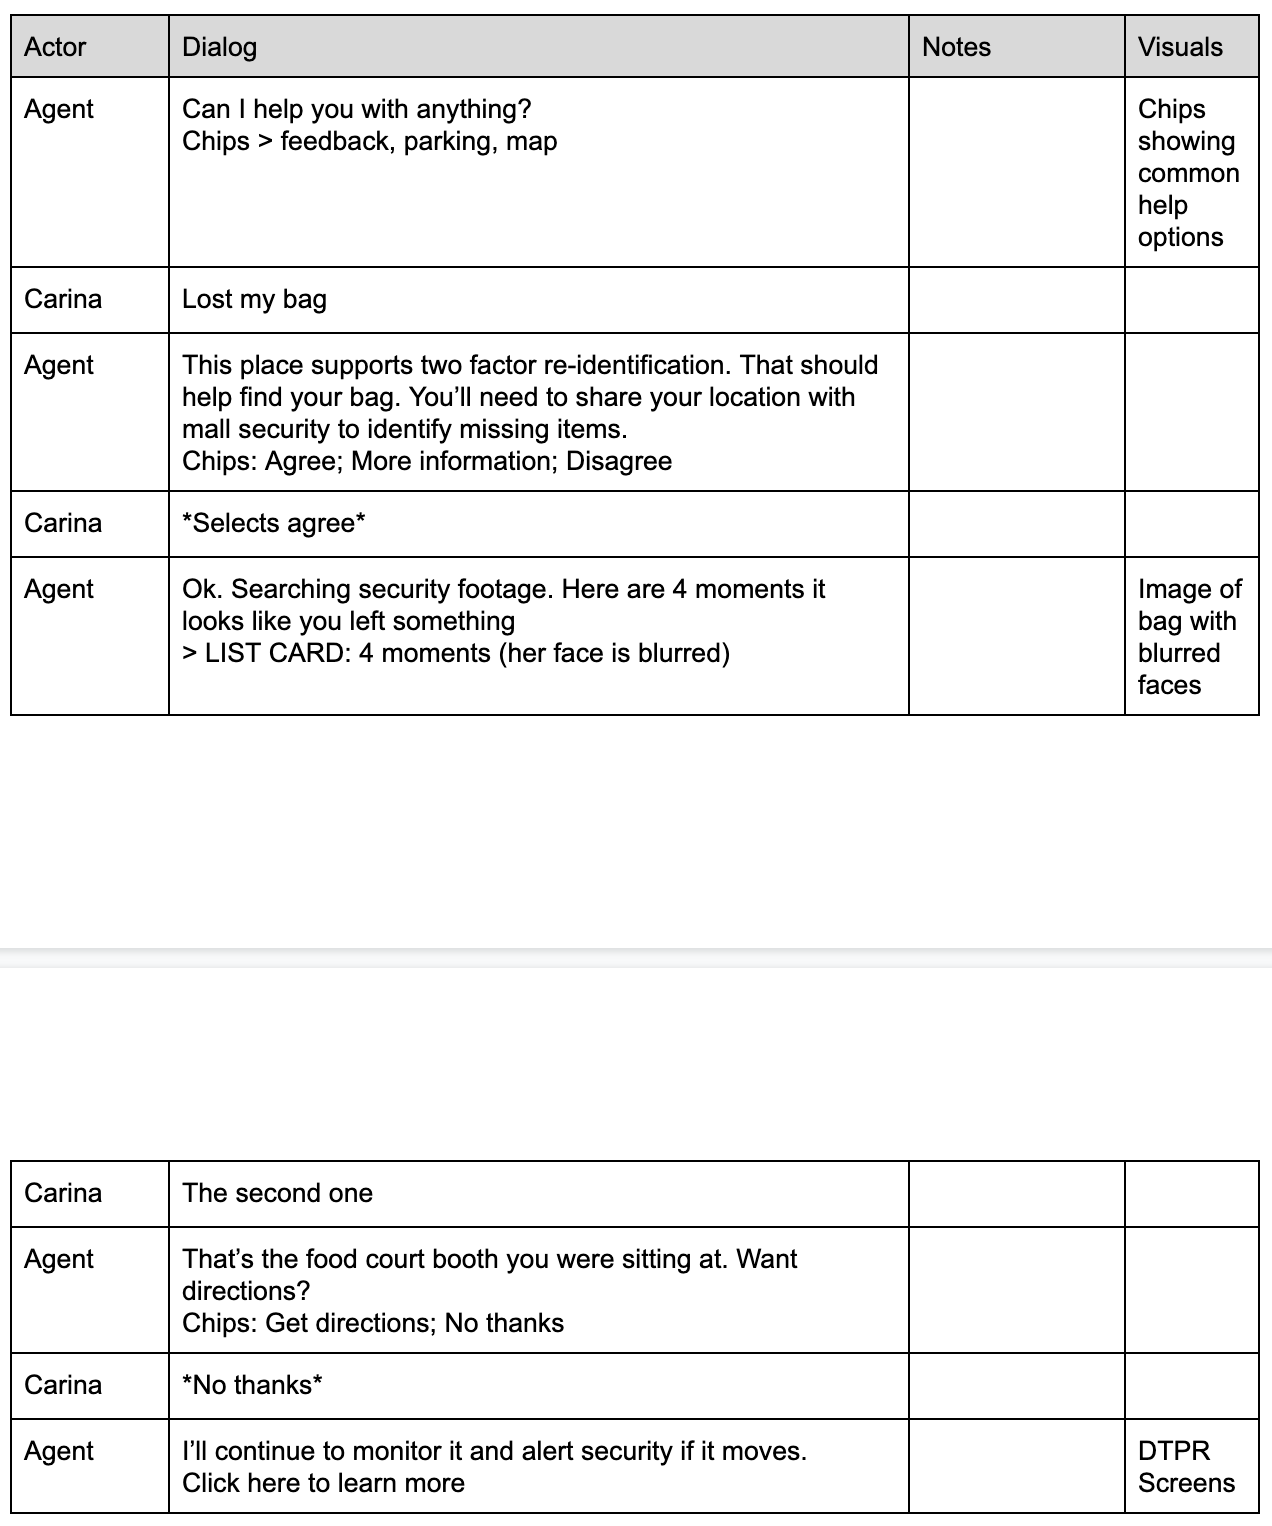 Actor Dialog Notes Visuals
Agent
Can I help you with anything?
Chips > feedback, parking, map
Chips
showing
common
help
options
Carina
Lost my bag
Agent
This place supports two factor re-identification. That should
help find your bag. You’ll need to share your location with
mall security to identify missing items.
Chips: Agree; More information; Disagree
Carina
*Selects agree*
Agent
Ok. Searching security footage. Here are 4 moments it
looks like you left something
> LIST CARD: 4 moments (her face is blurred)
Image of
bag with
blurred
faces
Carina
The second one
Agent
That’s the food court booth you were sitting at. Want
directions?
Chips: Get directions; No thanks
Carina
*No thanks*
Agent
I’ll continue to monitor it and alert security if it moves.
Click here to learn more
DTPR
Screens